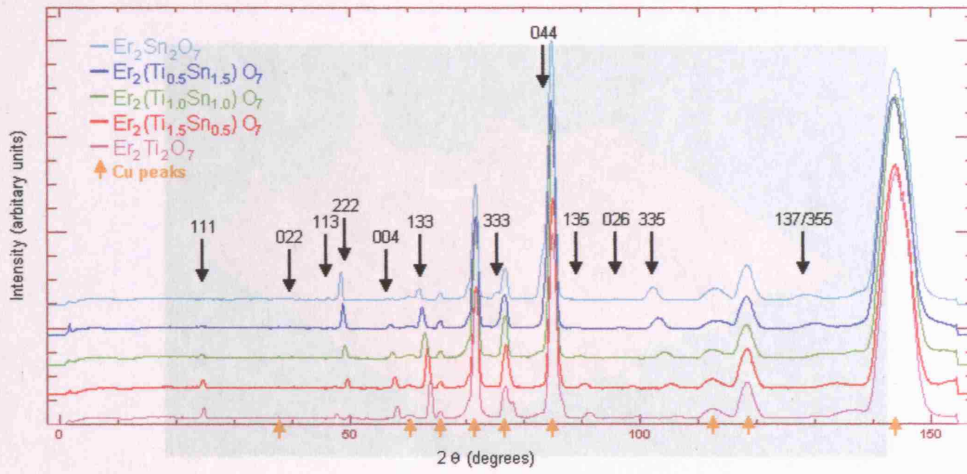 Er₂Sn₂O₇
Er₂(Ti₀.₅Sn₁.₅) O₇
Er₂(Ti₁.₀Sn₁.₀) O₇
Er₂(Ti₁.₅Sn₀.₅) O₇
Er₂Ti₂O₇
Cu peaks
044
111
022
113
222
004
133
333
135
026
335
137/355
Intensity (arbitary units)
0
50
100
150
2 θ (degrees)